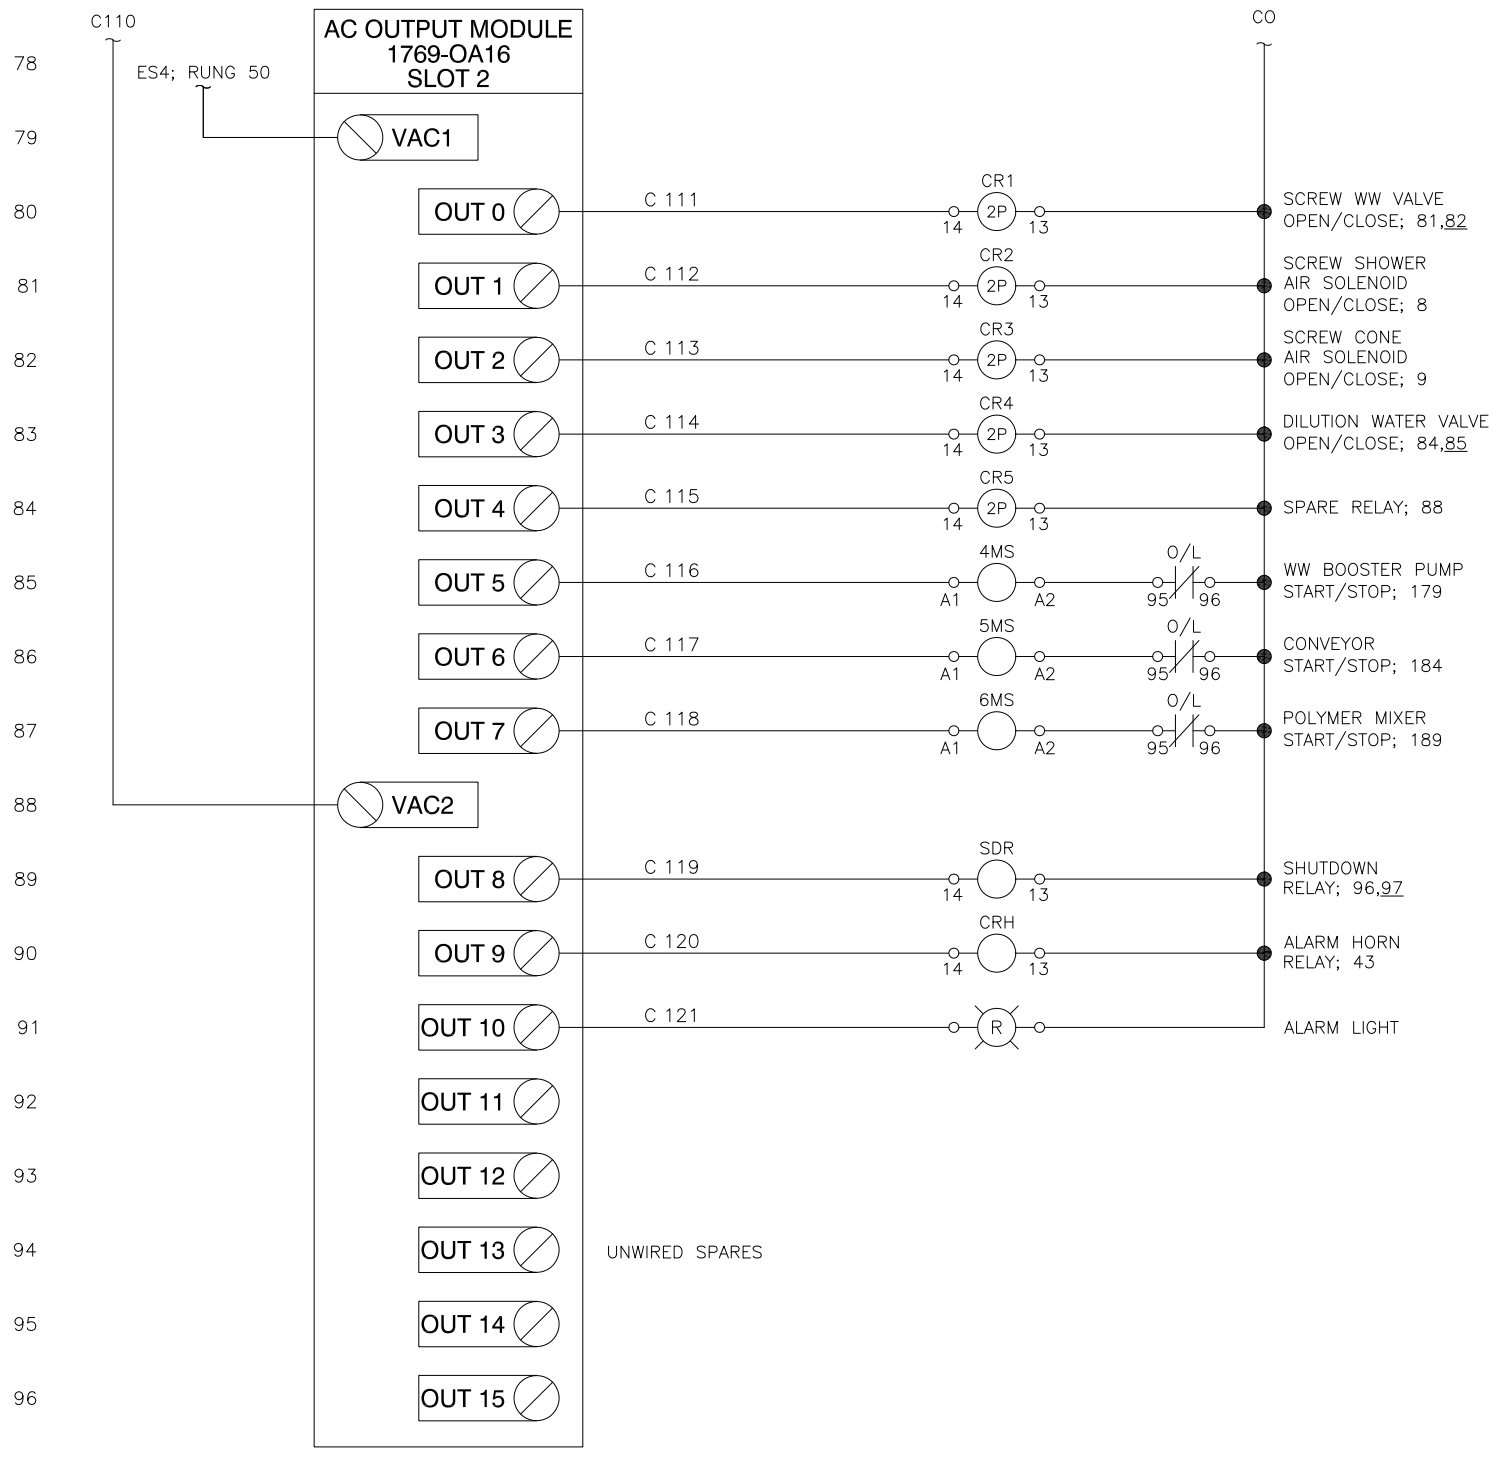 C110
CO
AC OUTPUT MODULE
1769-OA16
SLOT 2
78
ES4; RUNG 50
79
VAC1
80
OUT 0
C 111
CR1
2P
14
13
SCREW WW VALVE
OPEN/CLOSE; 81,82
81
OUT 1
C 112
CR2
2P
14
13
SCREW SHOWER
AIR SOLENOID
OPEN/CLOSE; 8
82
OUT 2
C 113
CR3
2P
14
13
SCREW CONE
AIR SOLENOID
OPEN/CLOSE; 9
83
OUT 3
C 114
CR4
2P
14
13
DILUTION WATER VALVE
OPEN/CLOSE; 84,85
84
OUT 4
C 115
CR5
2P
14
13
SPARE RELAY; 88
85
OUT 5
C 116
4MS
A1
A2
O/L
95
96
WW BOOSTER PUMP
START/STOP; 179
86
OUT 6
C 117
5MS
A1
A2
O/L
95
96
CONVEYOR
START/STOP; 184
87
OUT 7
C 118
6MS
A1
A2
O/L
95
96
POLYMER MIXER
START/STOP; 189
88
VAC2
89
OUT 8
C 119
SDR
14
13
SHUTDOWN
RELAY; 96,97
90
OUT 9
C 120
CRH
14
13
ALARM HORN
RELAY; 43
91
OUT 10
C 121
R
ALARM LIGHT
92
OUT 11
93
OUT 12
94
OUT 13
UNWIRED SPARES
95
OUT 14
96
OUT 15